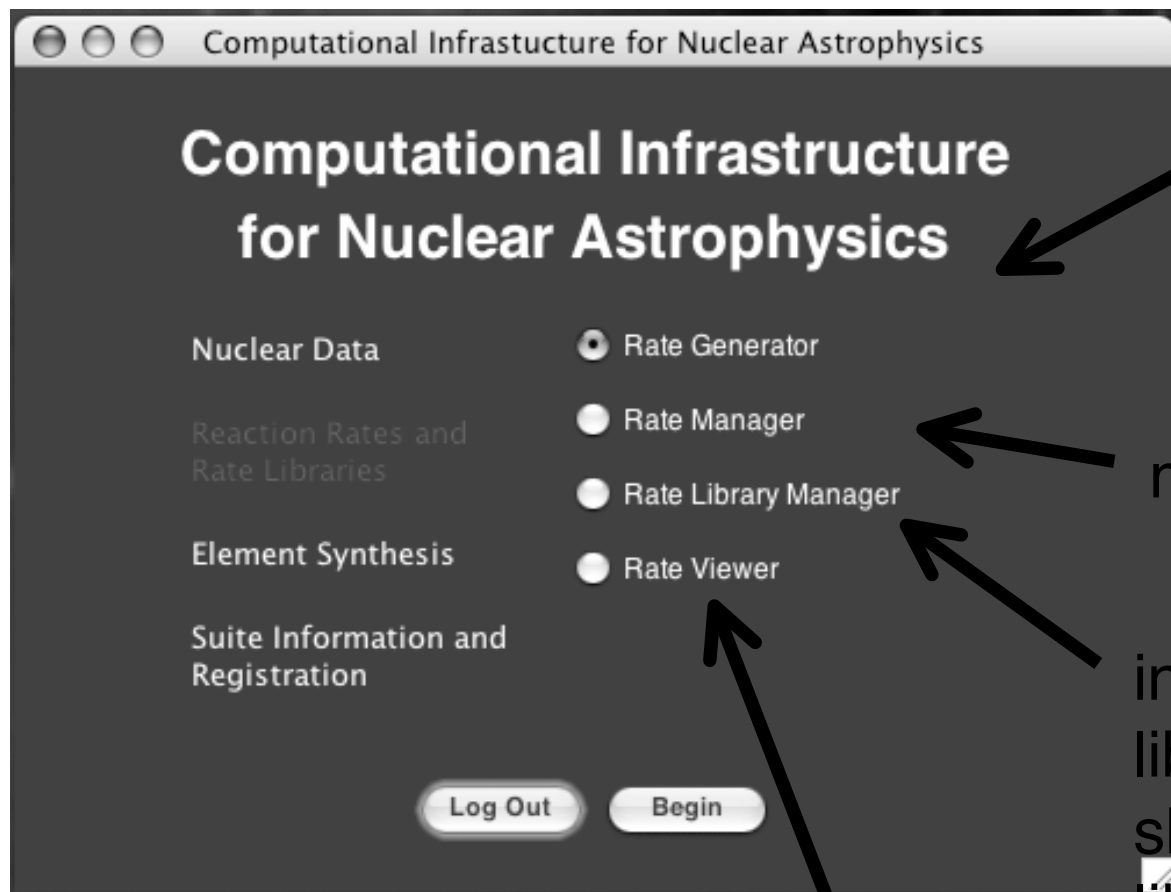 Computational Infrastucture for Nuclear Astrophysics
Computational Infrastructure
for Nuclear Astrophysics
Nuclear Data
Reaction Rates and
Rate Libraries
Element Synthesis
Suite Information and
Registration
Rate Generator
Rate Manager
Rate Library Manager
Rate Viewer
Log Out
Begin